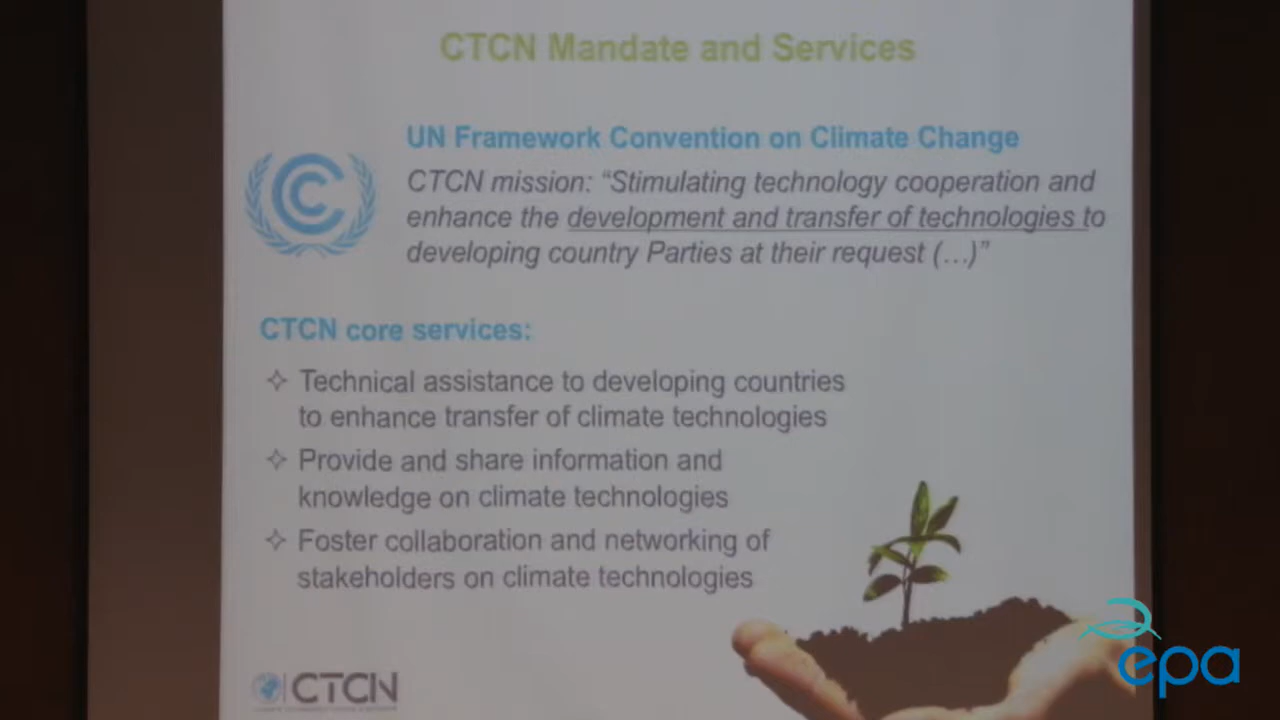 CTCN Mandate and Services
UN Framework Convention on Climate Change
CTCN mission: “Stimulating technology cooperation and
enhance the development and transfer of technologies to
developing country Parties at their request (…)”
CTCN core services:
Technical assistance to developing countries
to enhance transfer of climate technologies
Provide and share information and
knowledge on climate technologies
Foster collaboration and networking of
stakeholders on climate technologies
CTCN
epa